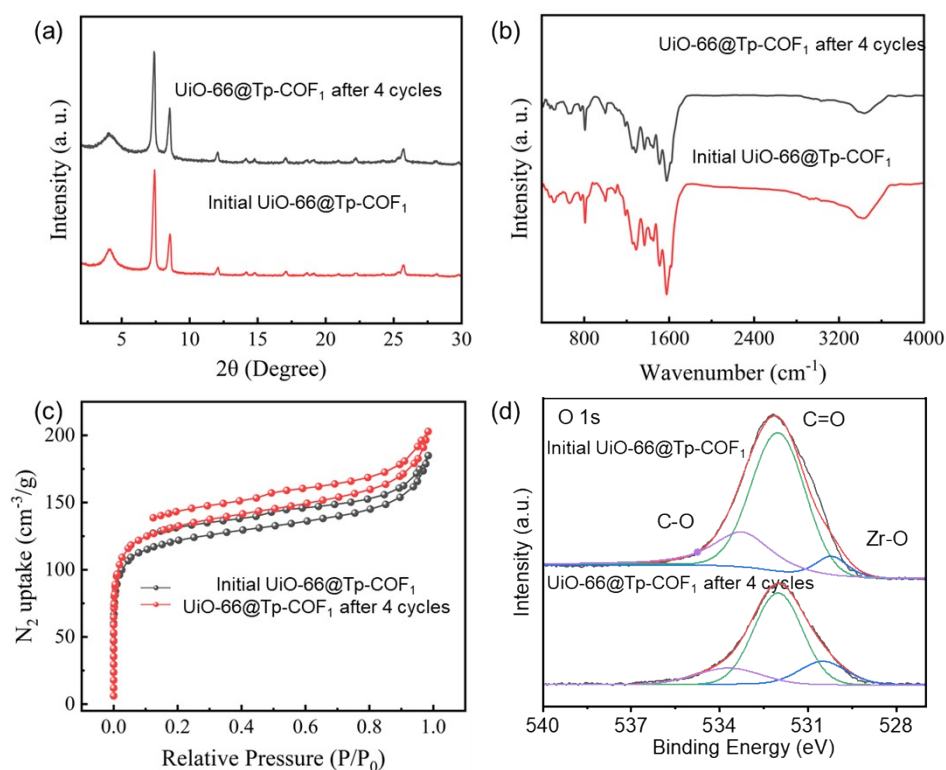 (a)
UiO-66@Tp-COF₁ after 4 cycles
Initial UiO-66@Tp-COF₁
Intensity (a. u.)
5 10 15 20 25 30
2θ (Degree)
(b)
UiO-66@Tp-COF₁ after 4 cycles
Initial UiO-66@Tp-COF₁
Intensity (a. u.)
800 1600 2400 3200 4000
Wavenumber (cm⁻¹)
(c)
200
150
100
50
0
N₂ uptake (cm⁻³/g)
Initial UiO-66@Tp-COF₁
UiO-66@Tp-COF₁ after 4 cycles
0.0 0.2 0.4 0.6 0.8 1.0
Relative Pressure (P/P₀)
(d)
O 1s
C=O
Initial UiO-66@Tp-COF₁
C-O
Zr-O
UiO-66@Tp-COF₁ after 4 cycles
Intensity (a.u.)
540 537 534 531 528
Binding Energy (eV)